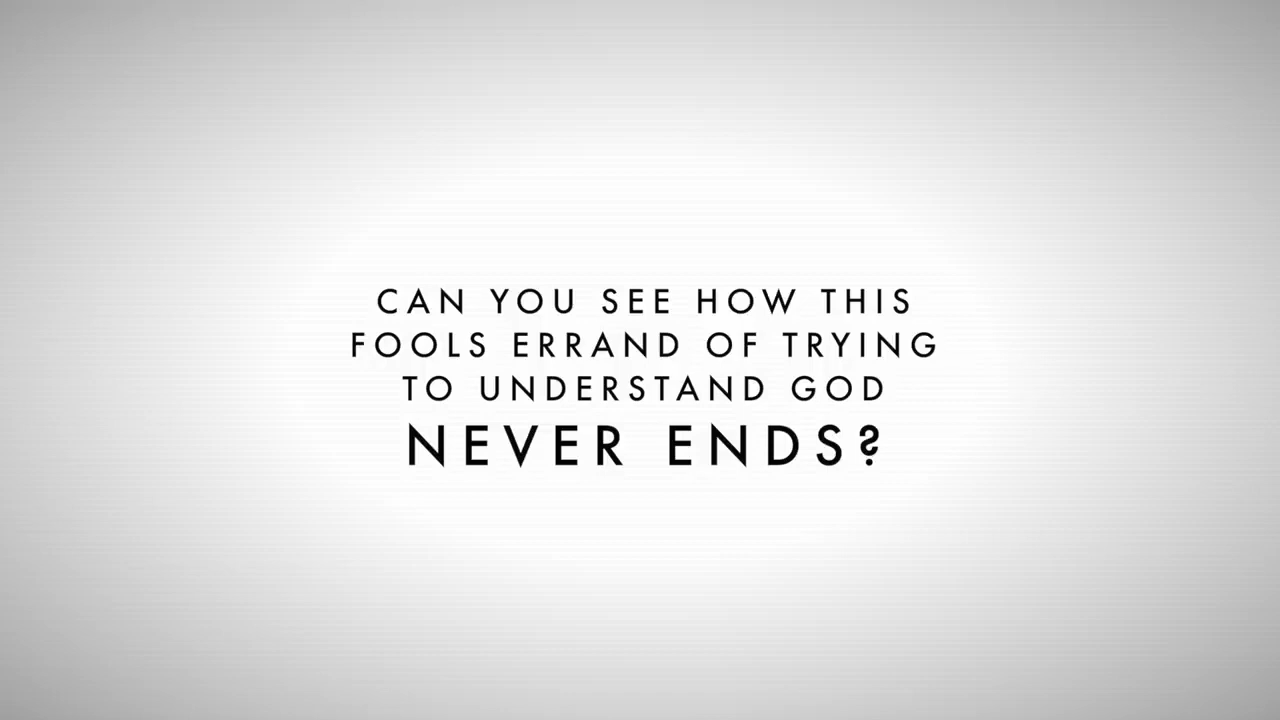 CAN YOU SEE HOW THIS
FOOLS ERRAND OF TRYING
TO UNDERSTAND GOD
NEVER ENDS?